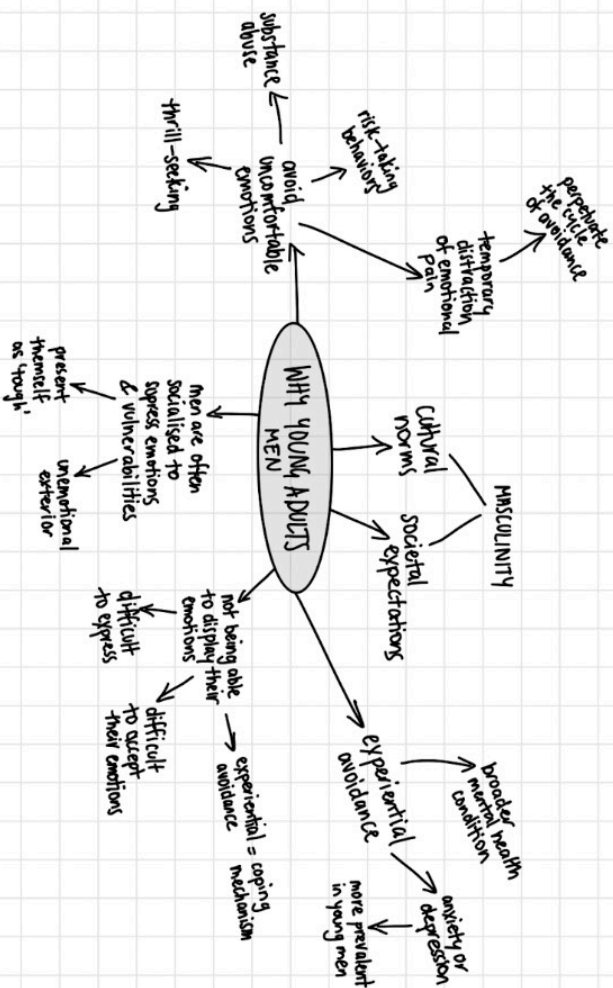 WHY YOUNG ADULTS
MEN
MASCULINITY
cultural
norms
societal
expectations
experiential
avoidance
broader
mental health
condition
anxiety or
depression
more prevalent
in young men
not being able
to display their
emotions
experiential = coping
avoidance mechanism
difficult
to accept
their emotions
difficult
to express
men are often
socialised to
supress emotions
& vulnerabilities
unemotional
exterior
present
themself
as 'tough'
avoid
uncomfortable
emotions
thrill-seeking
substance
abuse
risk-taking
behaviors
temporary
distraction
of emotional
pain
perpetuate
the cycle
of avoidance